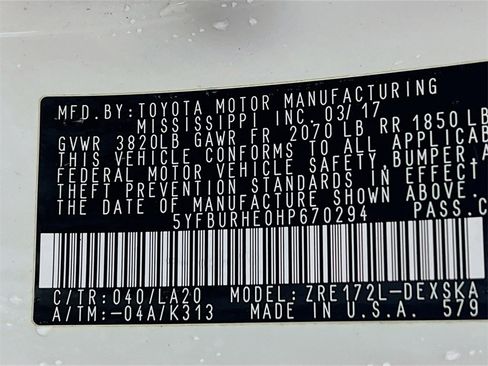 MFD.BY:TOYOTA MOTOR MANUFACTURING
MISSISSIPPI INC. 03/17
GVWR 3820LB GAWR FR 2070 LB RR 1850 LB
THIS VEHICLE CONFORMS TO ALL APPLICAB
FEDERAL MOTOR VEHICLE SAFETY, BUMPER, A
THEFT PREVENTION STANDARDS IN EFFECT
THE DATE OF MANUFACTURE SHOWN ABOVE.
5YFBURHE0HP670294 PASS.C
C/TR: 040/LA20 MODEL: ZRE172L-DEXSKA
A/TM:-04A/K313 MADE IN U.S.A. 579